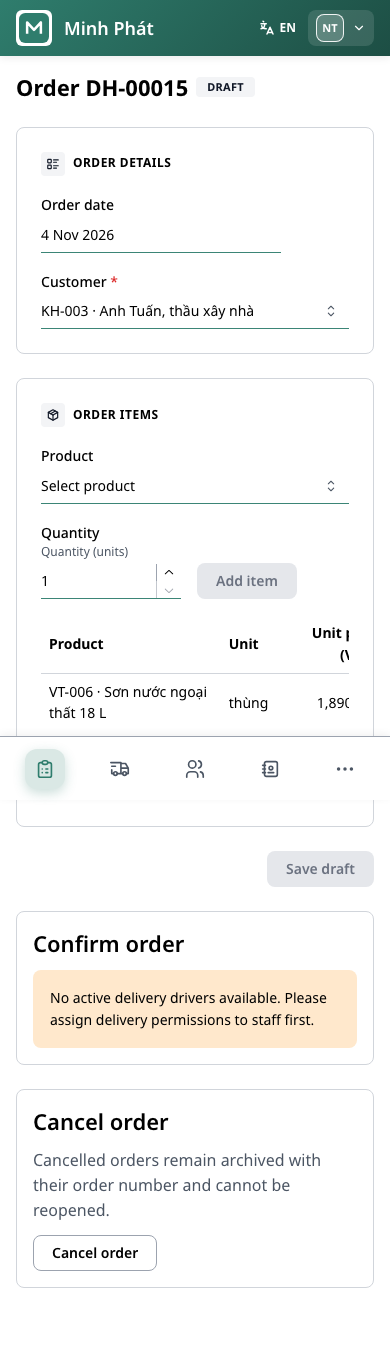 Minh Phát
EN
NT
Order DH-00015
DRAFT
ORDER DETAILS
Order date
4 Nov 2026
Customer *
KH-003 · Anh Tuấn, thầu xây nhà
ORDER ITEMS
Product
Select product
Quantity
Quantity (units)
1
Add item
Product
Unit
Unit
VT-006 · Sơn nước ngoại
thất 18 L
thùng
1,890
Save draft
Confirm order
No active delivery drivers available. Please
assign delivery permissions to staff first.
Cancel order
Cancelled orders remain archived with
their order number and cannot be
reopened.
Cancel order